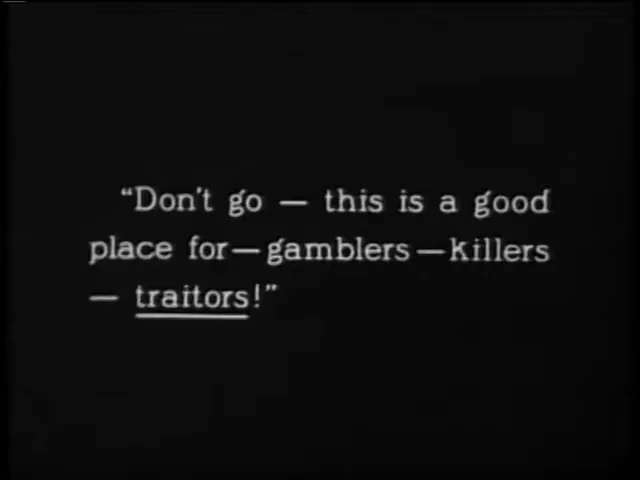 “Don't go — this is a good
place for—gamblers—killers
— traitors!”